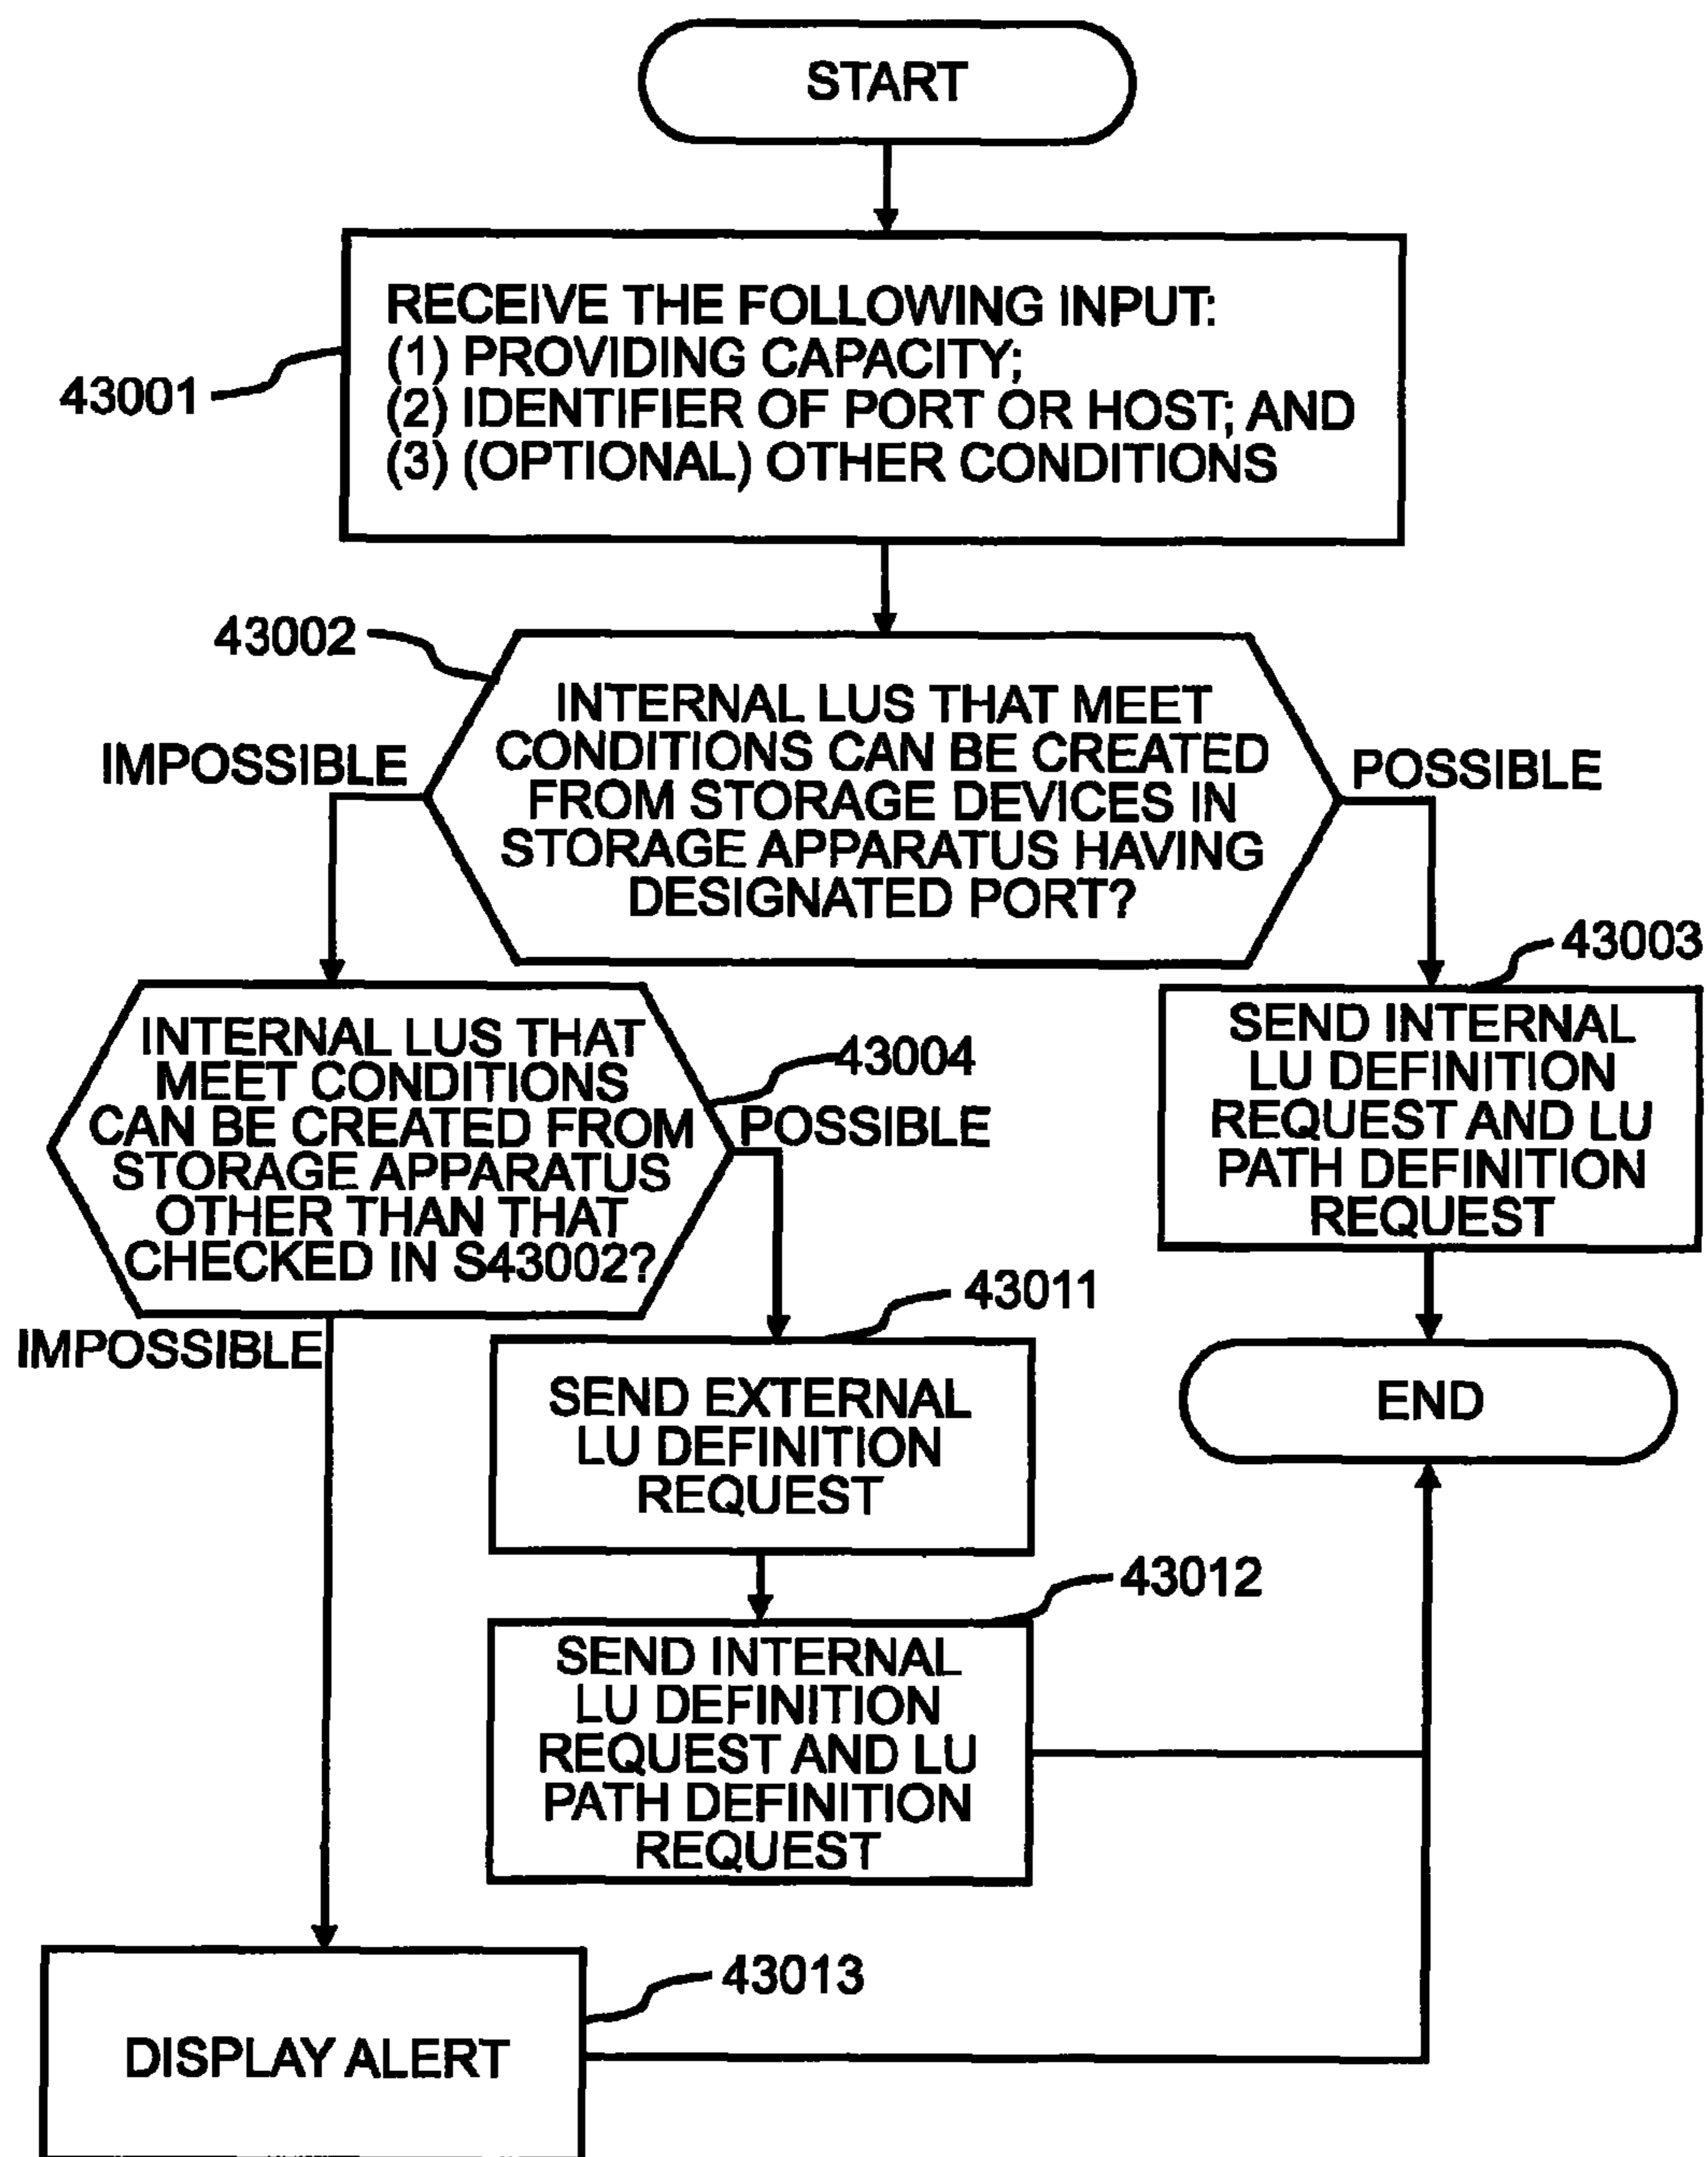 START
RECEIVE THE FOLLOWING INPUT:
(1) PROVIDING CAPACITY;
(2) IDENTIFIER OF PORT OR HOST; AND
(3) (OPTIONAL) OTHER CONDITIONS
43001
43002
INTERNAL LUS THAT MEET
CONDITIONS CAN BE CREATED
FROM STORAGE DEVICES IN
STORAGE APPARATUS HAVING
DESIGNATED PORT?
IMPOSSIBLE
POSSIBLE
43003
SEND INTERNAL
LU DEFINITION
REQUEST AND LU
PATH DEFINITION
REQUEST
INTERNAL LUS THAT
MEET CONDITIONS
CAN BE CREATED FROM
STORAGE APPARATUS
OTHER THAN THAT
CHECKED IN S43002?
43004
POSSIBLE
IMPOSSIBLE
43011
SEND EXTERNAL
LU DEFINITION
REQUEST
END
43012
SEND INTERNAL
LU DEFINITION
REQUEST AND LU
PATH DEFINITION
REQUEST
43013
DISPLAY ALERT